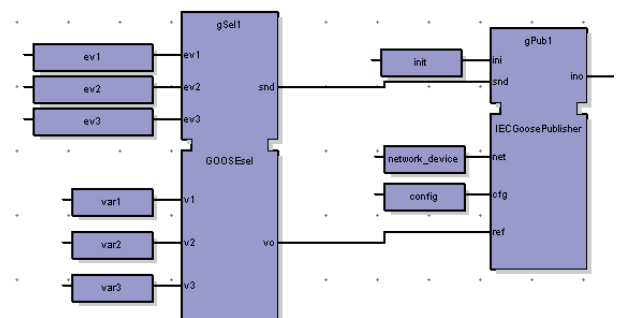 gSel1
ev1
ev1
ev2
ev2
snd
ev3
ev3
GOOSEsel
var1
v1
var2
v2
vo
var3
v3
gPub1
init
ini
ino
snd
IECGoosePublisher
network_device
net
config
cfg
ref